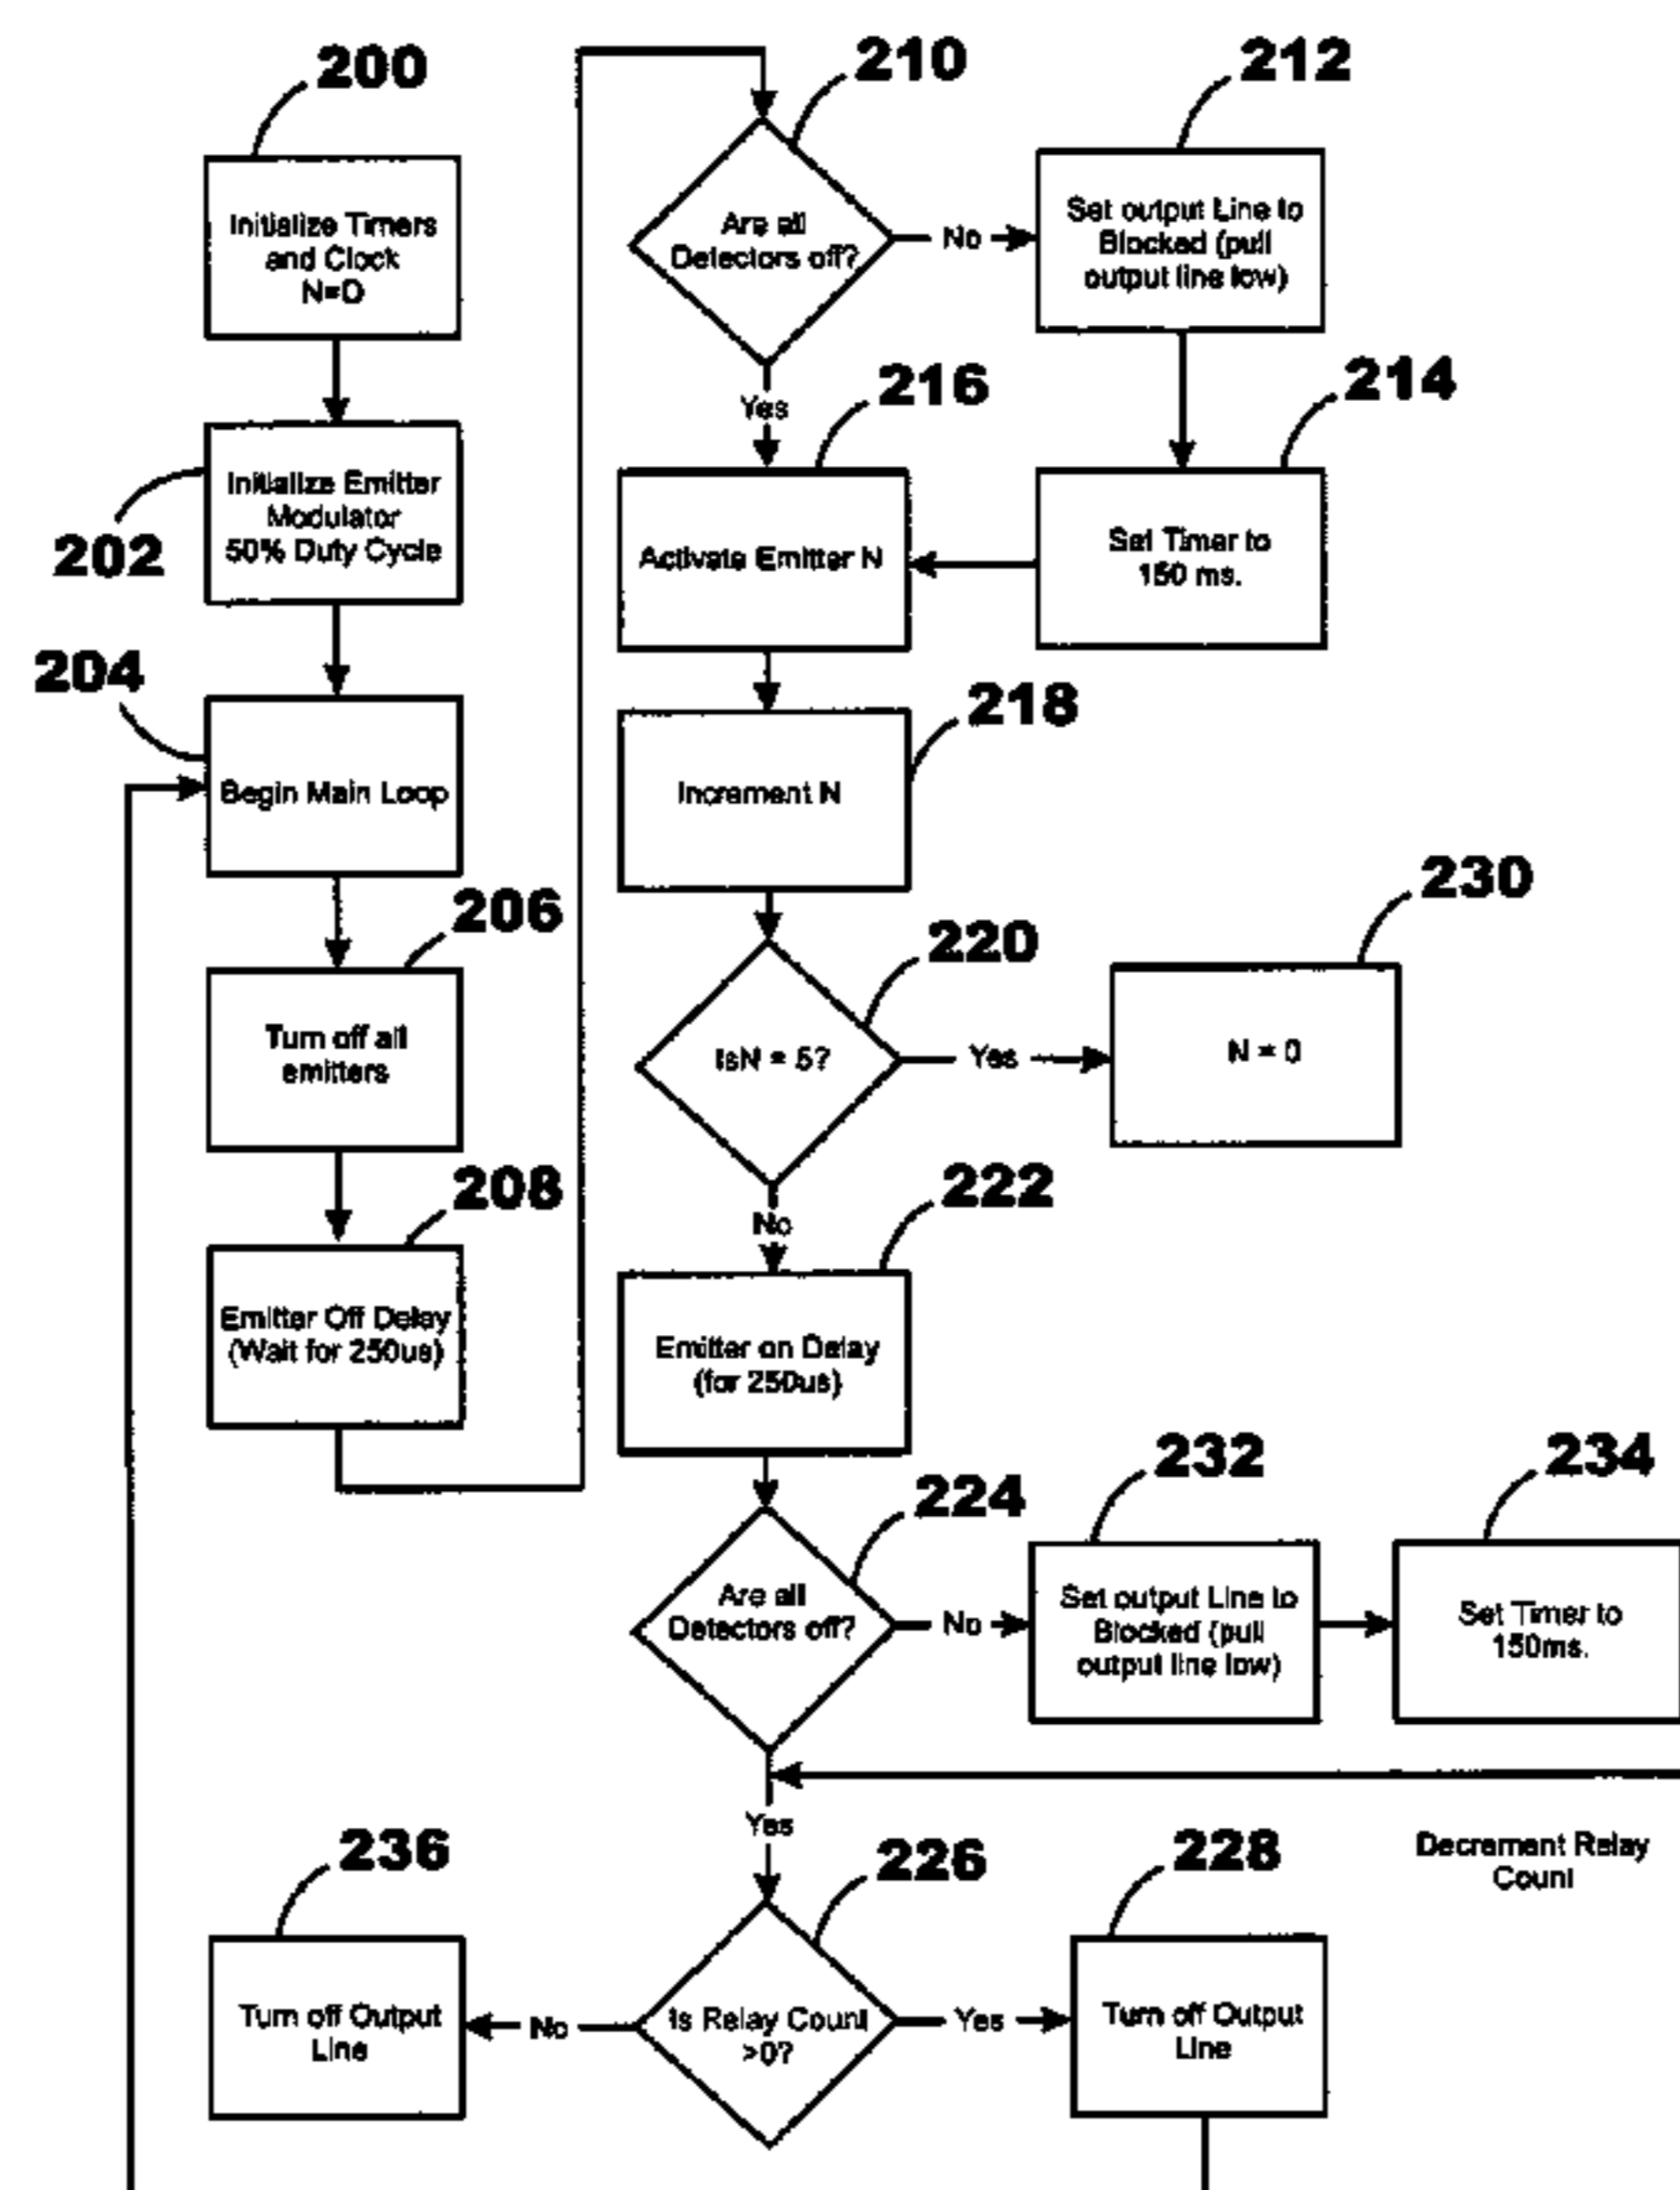 200
Initialize Timers
and Clock
N=0
202
Initialize Emitter
Modulator
50% Duty Cycle
204
Begin Main Loop
206
Turn off all
emitters
208
Emitter Off Delay
(Wait for 250us)
210
Are all
Detectors off?
No
Yes
212
Set output Line to
Blocked (pull
output line low)
214
Set Timer to
150 ms.
216
Activate Emitter N
218
Increment N
220
IsN = 5?
Yes
No
230
N = 0
222
Emitter on Delay
(for 250us)
224
Are all
Detectors off?
No
Yes
232
Set output Line to
Blocked (pull
output line low)
234
Set Timer to
150ms.
Decrement Relay
Count
226
Is Relay Count
>0?
No
Yes
236
Turn off Output
Line
228
Turn off Output
Line